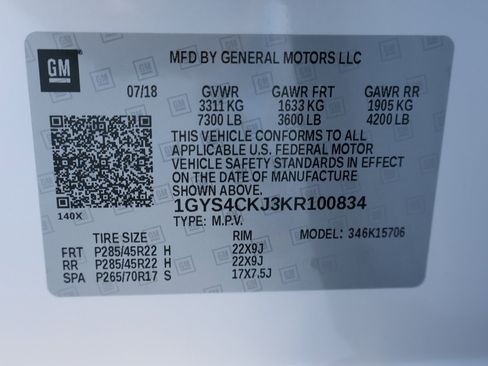 GM
MFD BY GENERAL MOTORS LLC
07/18 GVWR GAWR FRT GAWR RR
3311 KG 1633 KG 1905 KG
7300 LB 3600 LB 4200 LB
THIS VEHICLE CONFORMS TO ALL
APPLICABLE U.S. FEDERAL MOTOR
VEHICLE SAFETY STANDARDS IN EFFECT
ON THE DATE OF MANUFACTURE
SHOWN ABOVE.
140X
1GYS4CKJ3KR100834
TYPE: M.P.V. MODEL: 346K15706
TIRE SIZE RIM
FRT P285/45R22 H 22X9J
RR P285/45R22 H 22X9J
SPA P265/70R17 S 17X7.5J